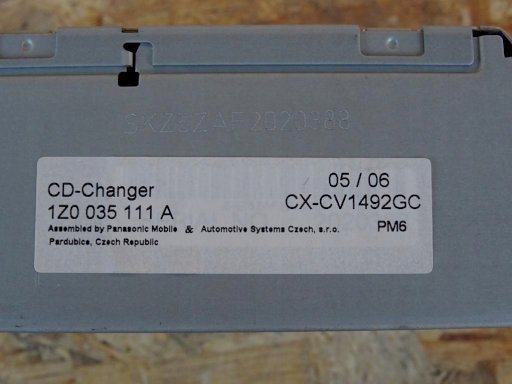 SKZ3ZAF2020388
CD-Changer
1Z0 035 111 A
Assembled by Panasonic Mobile & Automotive Systems Czech, s.r.o.
Pardubice, Czech Republic
05 / 06
CX-CV1492GC
PM6